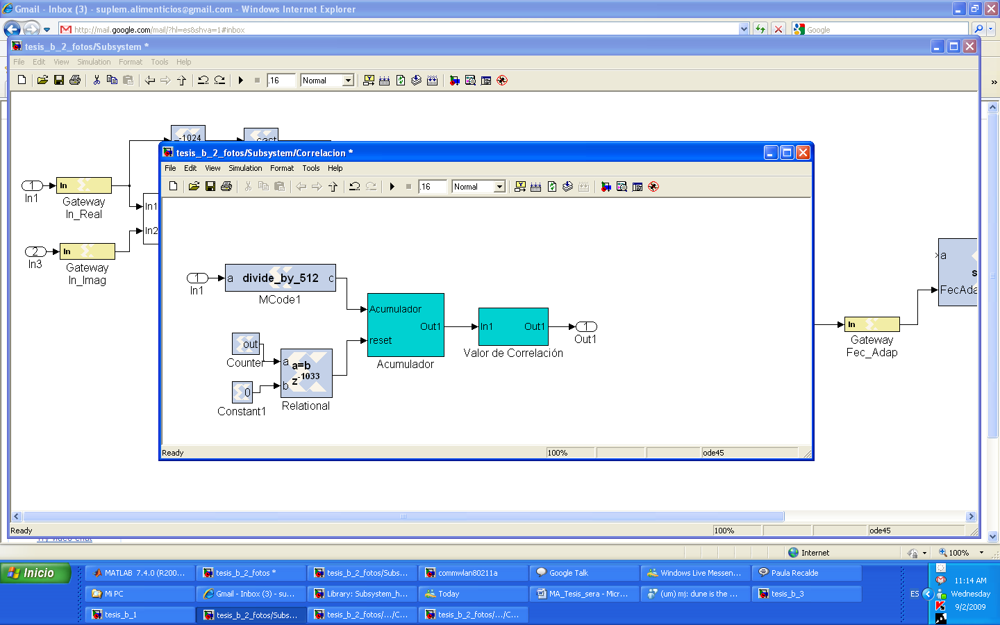 Gmail - Inbox (3) - suplem.alimenticios@gmail.com - Windows Internet Explorer
http://mail.google.com/mail/?hl=es&shva=1#inbox
Google
tesis_b_2_fotos/Subsystem *
File Edit View Simulation Format Tools Help
.16 Normal
-1024
cast
1
In1
In
Gateway
In_Real
In1
In2
2
In3
In
Gateway
In_Imag
tesis_b_2_fotos/Subsystem/Correlacion *
File Edit View Simulation Format Tools Help
.16 Normal
1
In1
a divide_by_512 c
MCode1
Acumulador
Out1
reset
Acumulador
In1 Out1
Valor de Correlación
1
Out1
out
Counter
a
a=b
z-1033
b
Relational
0
Constant1
Ready 100% ode45
In
Gateway
Fec_Adap
a
s
FecAda
Ready 100% ode45
Try video chat
Internet 100%
Inicio
MATLAB 7.4.0 (R200...
tesis_b_2_fotos *
tesis_b_2_fotos/Subs...
commwlan80211a
Google Talk
Windows Live Messen...
Paula Recalde
Mi PC
Gmail - Inbox (3) - su...
Library: Subsystem_h...
Today
MA_Tesis_sera - Micr...
(um) mj: dune is the ...
tesis_b_3
tesis_b_1
tesis_b_2_fotos/Subs...
tesis_b_2_fotos/.../C...
tesis_b_2_fotos/.../C...
ES
11:14 AM
Wednesday
9/2/2009